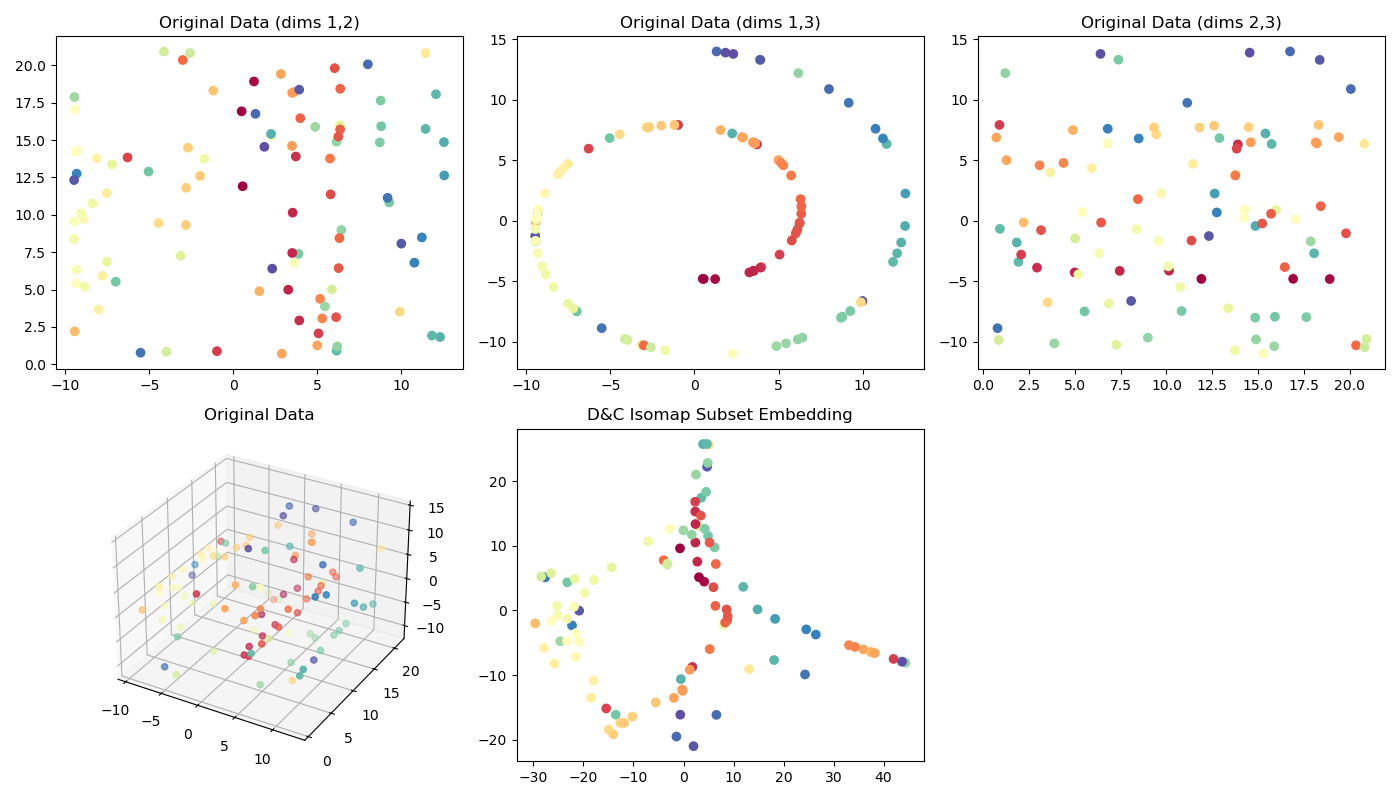 Original Data (dims 1,2)
20.0
17.5
15.0
12.5
10.0
7.5
5.0
2.5
0.0
−10 −5 0 5 10
Original Data (dims 1,3)
15
10
5
0
−5
−10
−10 −5 0 5 10
Original Data (dims 2,3)
15
10
5
0
−5
−10
0.0 2.5 5.0 7.5 10.0 12.5 15.0 17.5 20.0
Original Data
15
10
5
0
−5
−10
−10 −5 0 5 10
0 5 10 15 20
D&C Isomap Subset Embedding
20
10
0
−10
−20
−30 −20 −10 0 10 20 30 40